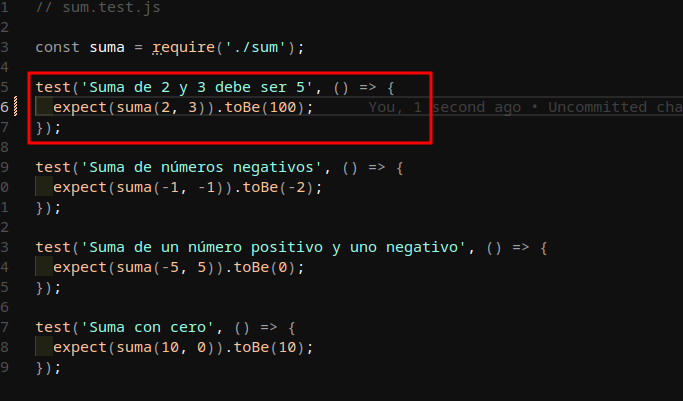 1 // sum.test.js
2
3 const suma = require('./sum');
4
5 test('Suma de 2 y 3 debe ser 5', () => {
6 expect(suma(2, 3)).toBe(100); You, 1 second ago • Uncommitted cha
7 });
8
9 test('Suma de números negativos', () => {
0 expect(suma(-1, -1)).toBe(-2);
1 });
2
3 test('Suma de un número positivo y uno negativo', () => {
4 expect(suma(-5, 5)).toBe(0);
5 });
6
7 test('Suma con cero', () => {
8 expect(suma(10, 0)).toBe(10);
9 });